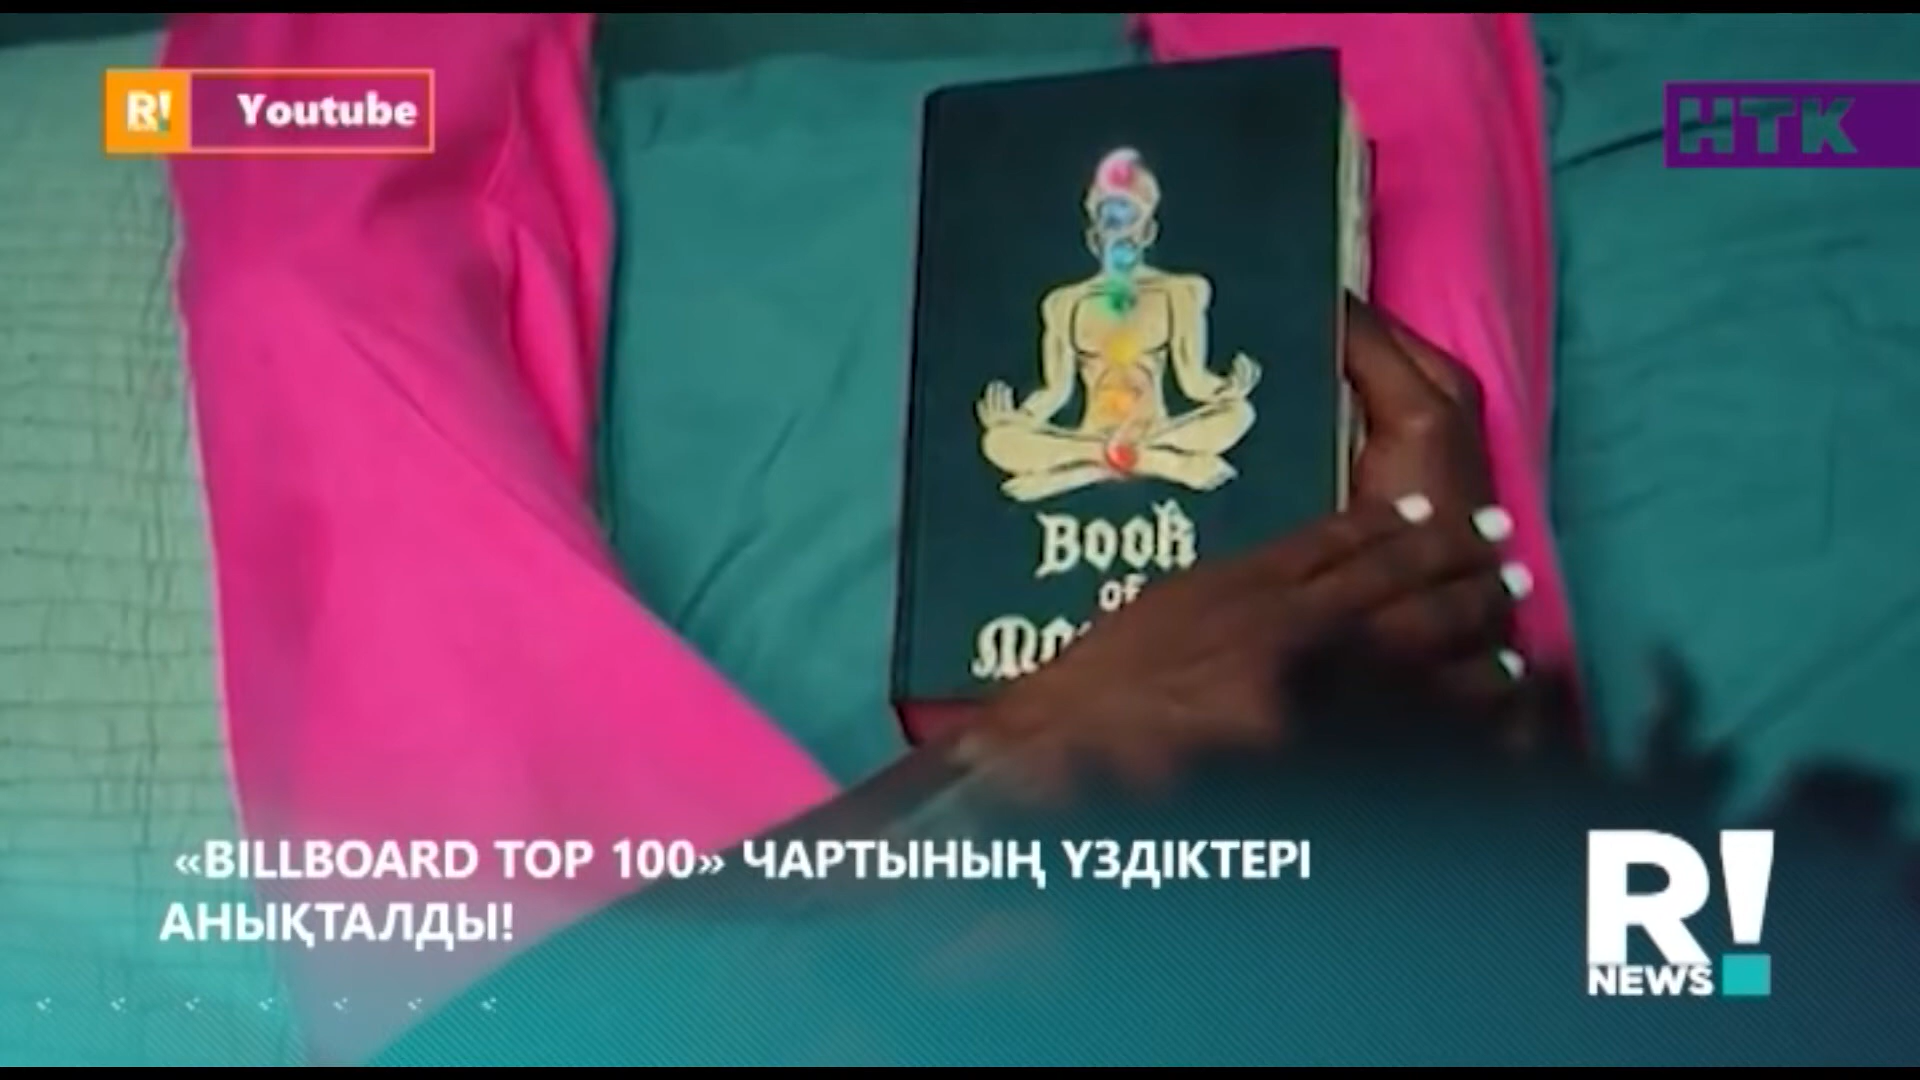 R! Youtube
НТК
Book
of
«BILLBOARD TOP 100» ЧАРТЫНЫҢ ҮЗДІКТЕРІ
АНЫҚТАЛДЫ!
R!
NEWS